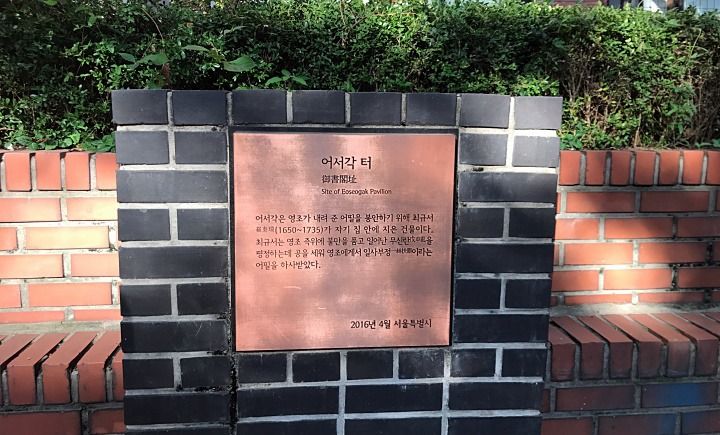 어서각 터
御書閣址
Site of Eoseogak Pavilion
어서각은 영조가 내려 준 어필을 봉안하기 위해 최규서
崔奎瑞(1650~1735)가 자기 집 안에 지은 건물이다.
최규서는 영조 즉위에 불만을 품고 일어난 무신란戊申亂을
평정하는데 공을 세워 영조에게서 일사부정一絲扶鼎이라는
어필을 하사받았다.
2016년 4월 서울특별시